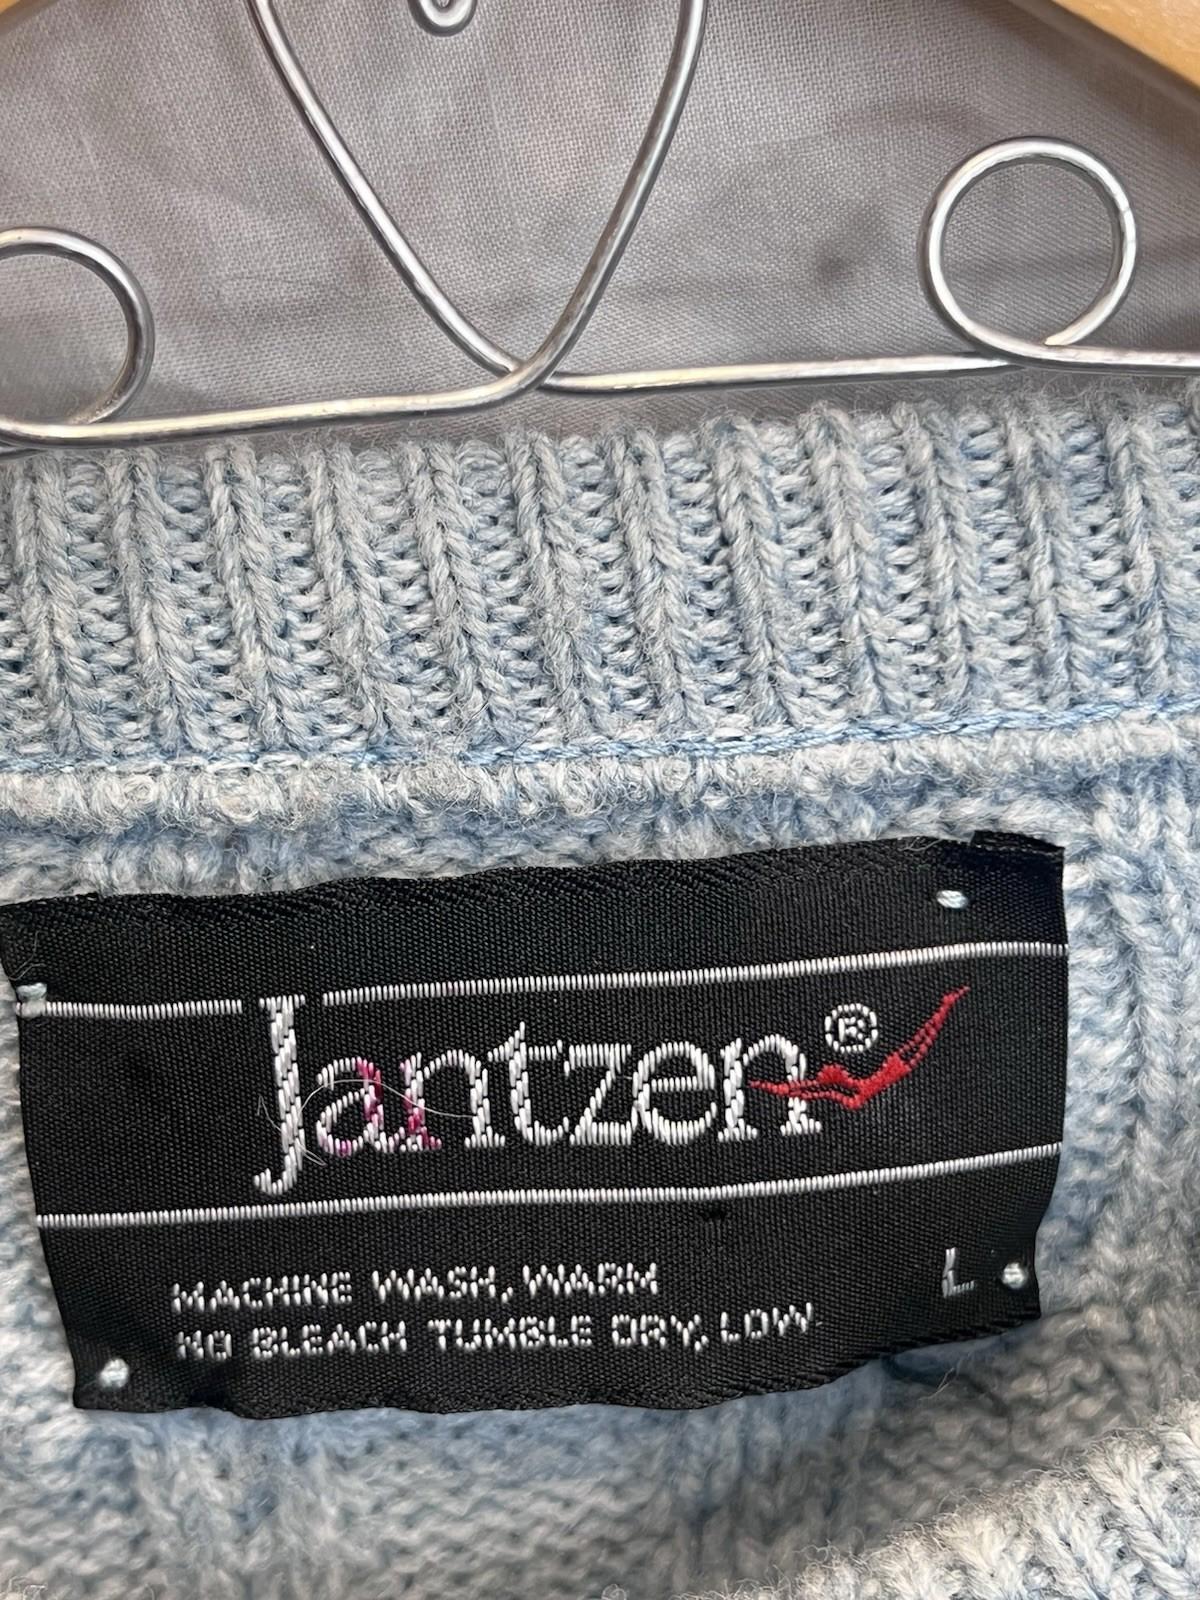 Jantzen®
MACHINE WASH, WARM L
NO BLEACH TUMBLE DRY, LOW.